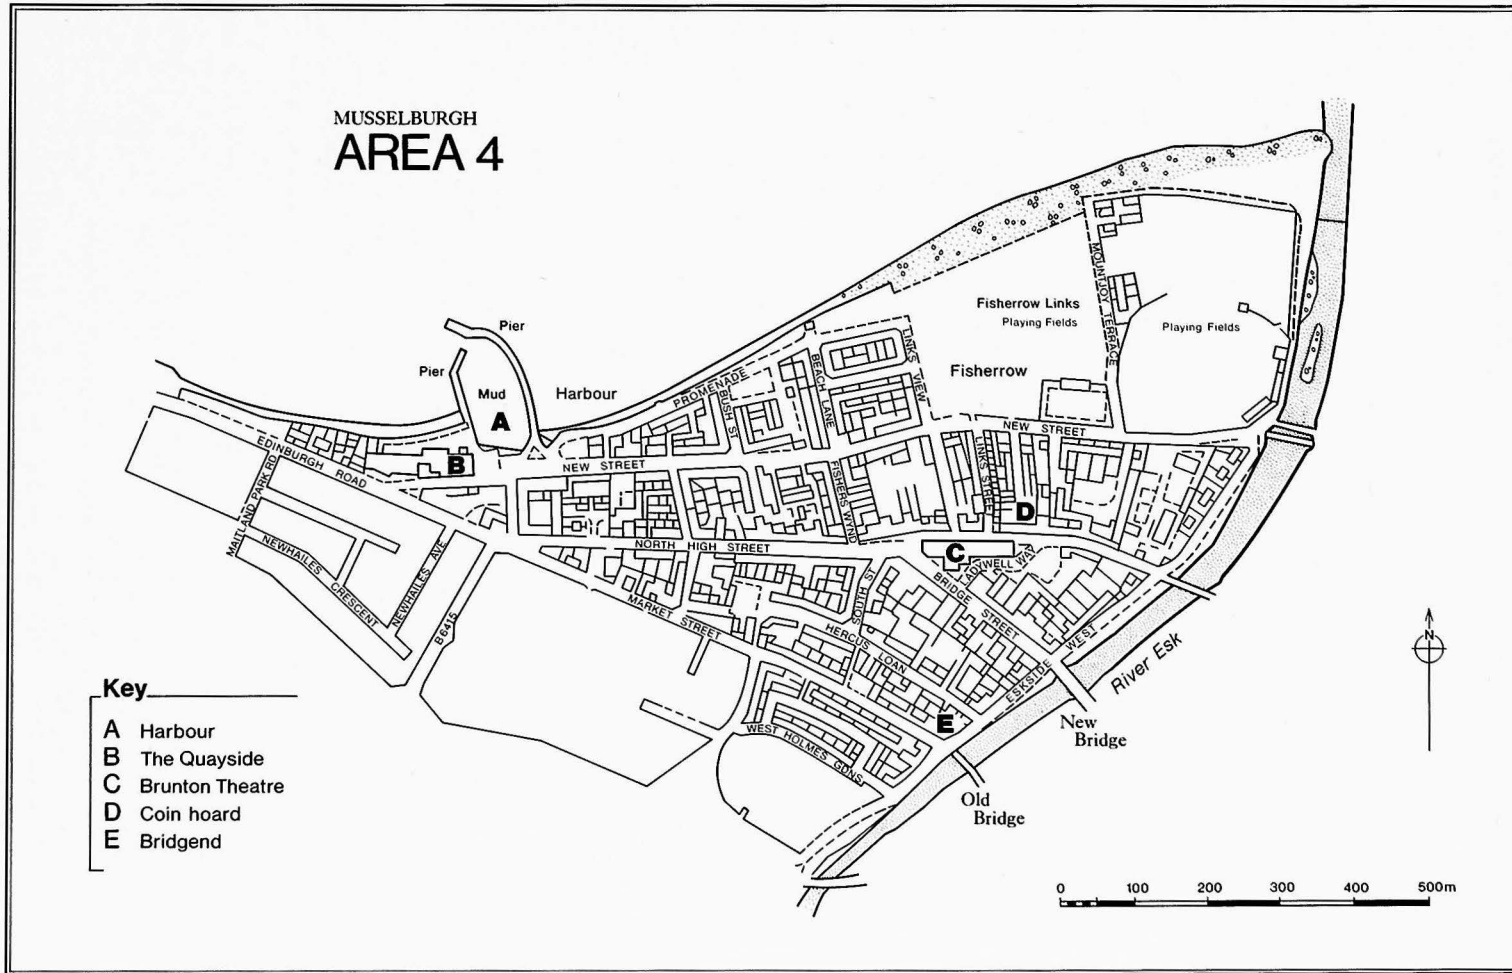 MUSSELBURGH
AREA 4
Pier
Pier
Mud
Harbour
A
B
PROMENADE
BUSH ST
BEACH LANE
LINKS VIEW
Fisherrow Links
Playing Fields
MOUNTJOY TERRACE
Playing Fields
Fisherrow
NEW STREET
NEW STREET
EDINBURGH ROAD
MAITLAND PARK RD
NEWHAILES CRESCENT
NEWHAILES AVE
B6415
FISHERS WYND
LINKS STREET
D
NORTH HIGH STREET
C
LADYWELL WAY
BRIDGE STREET
SOUTH ST
MARKET STREET
HERCUS LOAN
ESKSIDE WEST
River Esk
E
WEST HOLMES GDNS
New
Bridge
Old
Bridge
N
Key
A Harbour
B The Quayside
C Brunton Theatre
D Coin hoard
E Bridgend
0 100 200 300 400 500m